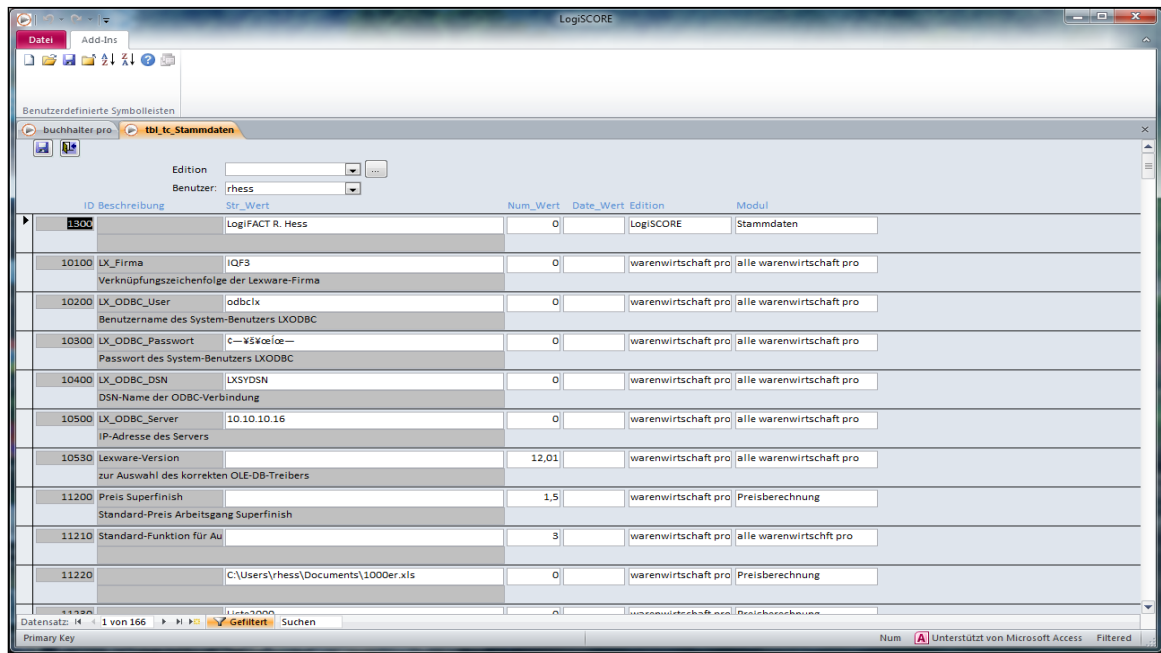 LogiSCORE
Datei Add-Ins
Benutzerdefinierte Symbolleisten
buchhalter pro tbl_tc_Stammdaten
Edition ...
Benutzer: rhess
ID Beschreibung Str_Wert Num_Wert Date_Wert Edition Modul
1300 LogiFACT R. Hess 0 LogiSCORE Stammdaten
10100 LX_Firma IQF3 0 warenwirtschaft pro alle warenwirtschaft pro
Verknüpfungszeichenfolge der Lexware-Firma
10200 LX_ODBC_User odbclx 0 warenwirtschaft pro alle warenwirtschaft pro
Benutzername des System-Benutzers LXODBC
10300 LX_ODBC_Passwort ¢—¥Š¥œÍœ— 0 warenwirtschaft pro alle warenwirtschaft pro
Passwort des System-Benutzers LXODBC
10400 LX_ODBC_DSN LXSYDSN 0 warenwirtschaft pro alle warenwirtschaft pro
DSN-Name der ODBC-Verbindung
10500 LX_ODBC_Server 10.10.10.16 0 warenwirtschaft pro alle warenwirtschaft pro
IP-Adresse des Servers
10530 Lexware-Version 12,01 warenwirtschaft pro alle warenwirtschaft pro
zur Auswahl des korrekten OLE-DB-Treibers
11200 Preis Superfinish 1,5 warenwirtschaft pro Preisberechnung
Standard-Preis Arbeitsgang Superfinish
11210 Standard-Funktion für Au 3 warenwirtschaft pro alle warenwirtschft pro
11220 C:\Users\rhess\Documents\1000er.xls 0 warenwirtschaft pro Preisberechnung
11230 Liste2000 0 warenwirtschaft pro Preisberechnung
Datensatz: 1 von 166 Gefiltert Suchen
Primary Key Num Unterstützt von Microsoft Access Filtered